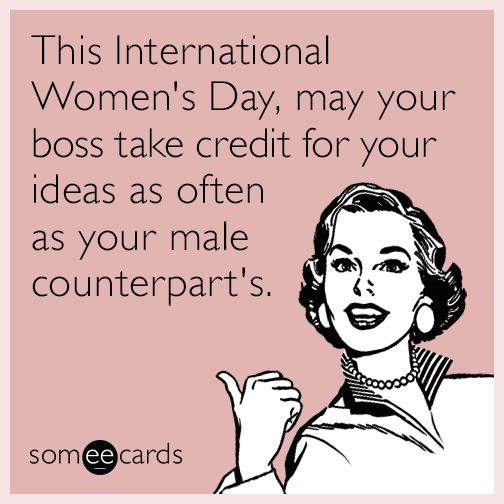 This International
Women's Day, may your
boss take credit for your
ideas as often
as your male
counterpart's.
someecards